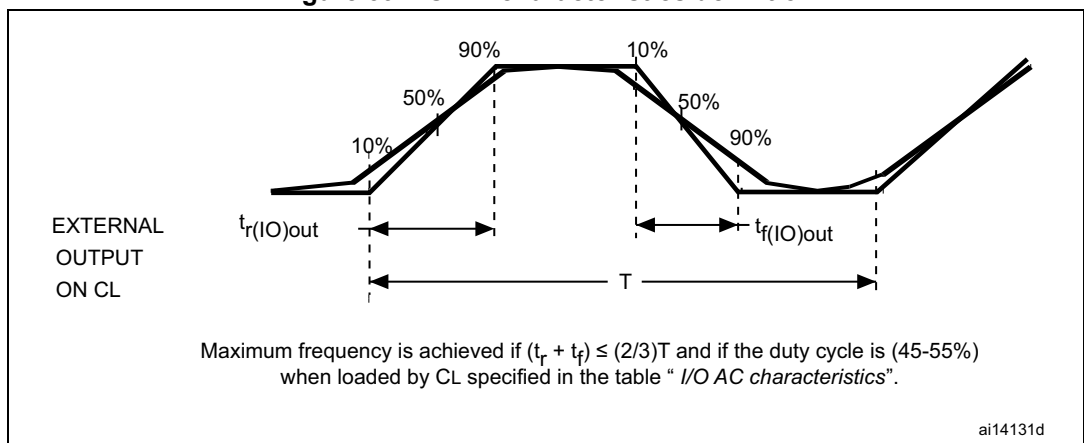 90% 10%
50% 50%
10% 90%
EXTERNAL
OUTPUT
ON CL
tr(IO)out
tf(IO)out
T
Maximum frequency is achieved if (tr + tf) ≤ (2/3)T and if the duty cycle is (45-55%)
when loaded by CL specified in the table “ I/O AC characteristics”.
ai14131d